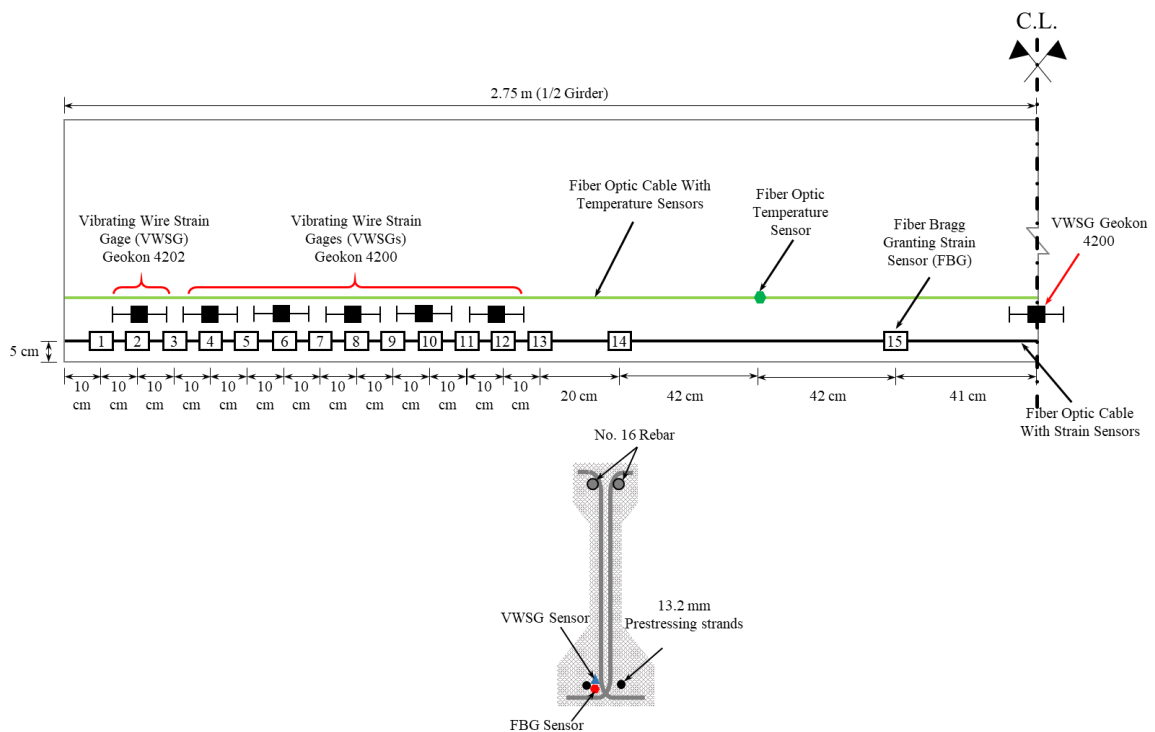 C.L.
2.75 m (1/2 Girder)
Vibrating Wire Strain
Gage (VWSG)
Geokon 4202
Vibrating Wire Strain
Gages (VWSGs)
Geokon 4200
Fiber Optic Cable With
Temperature Sensors
Fiber Optic
Temperature
Sensor
Fiber Bragg
Granting Strain
Sensor (FBG)
VWSG Geokon
4200
5 cm
1
2
3
4
5
6
7
8
9
10
11
12
13
14
15
10
cm
10
cm
10
cm
10
cm
10
cm
10
cm
10
cm
10
cm
10
cm
10
cm
10
cm
10
cm
10
cm
20 cm
42 cm
42 cm
41 cm
Fiber Optic Cable
With Strain Sensors
No. 16 Rebar
VWSG Sensor
13.2 mm
Prestressing strands
FBG Sensor